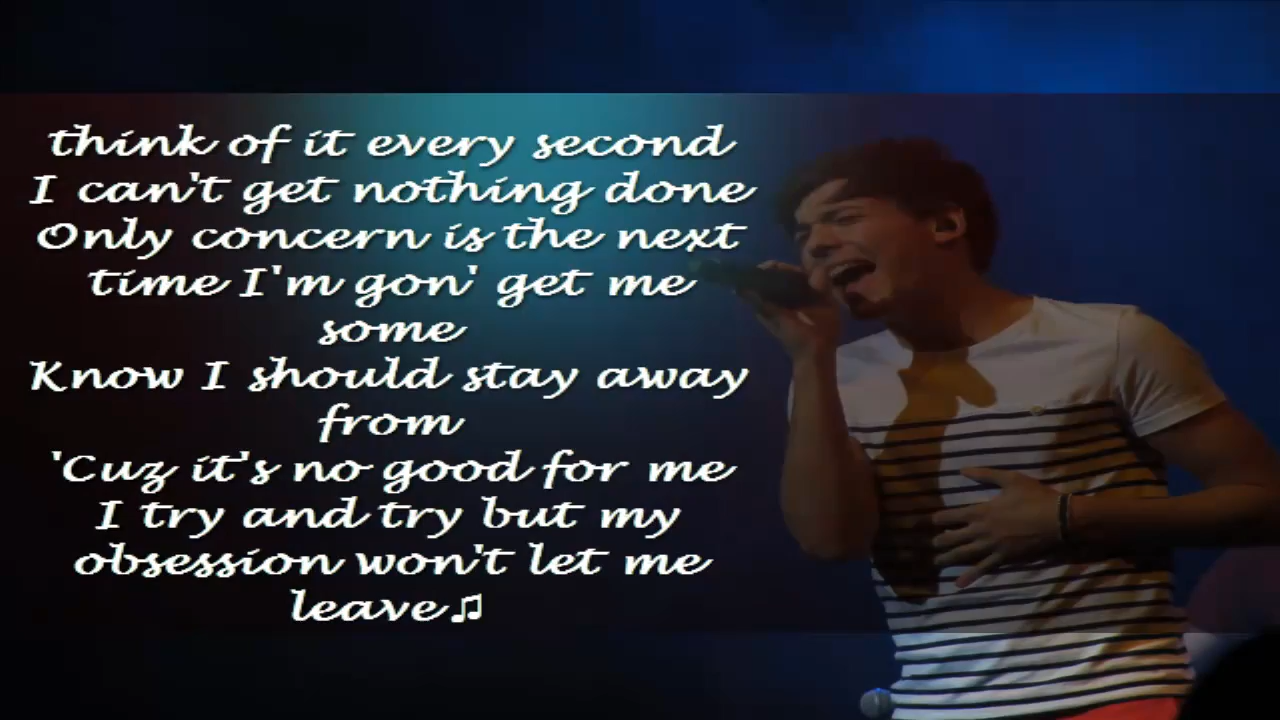 think of it every second
I can't get nothing done
Only concern is the next
time I'm gon' get me
some
Know I should stay away
from
'Cuz it's no good for me
I try and try but my
obsession won't let me
leave♫